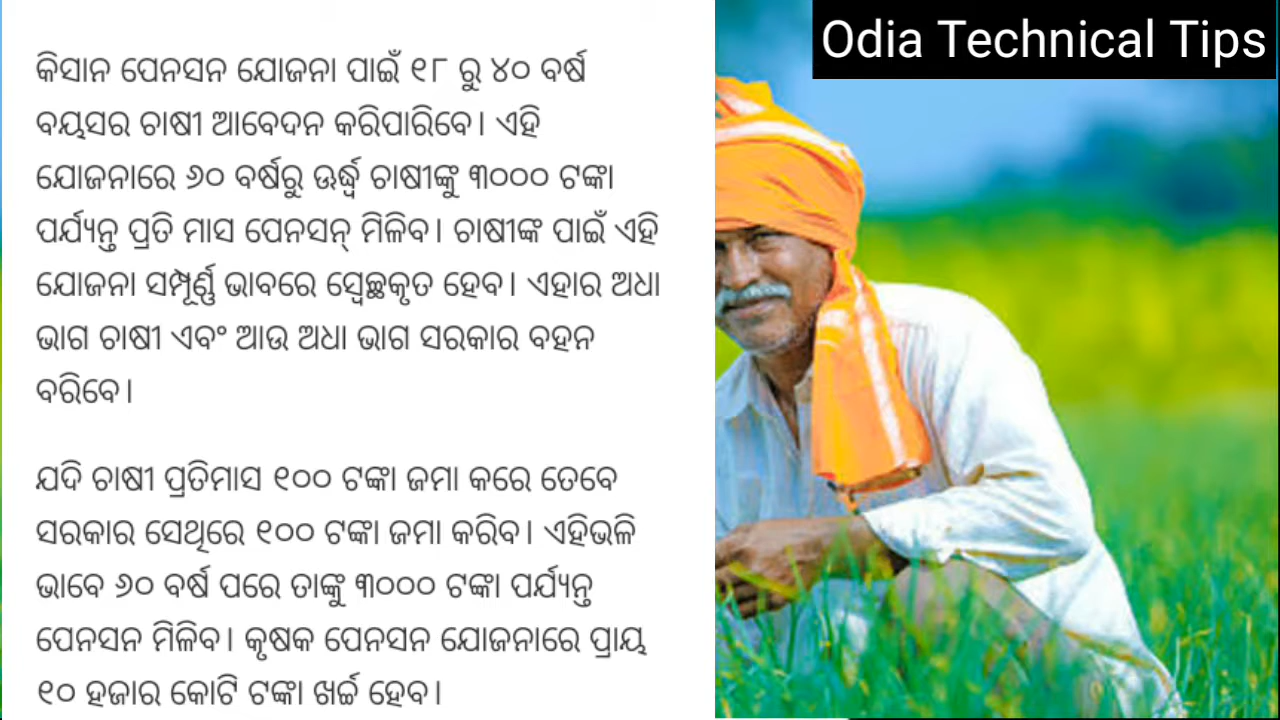 Odia Technical Tips
କିସାନ ପେନସନ ଯୋଜନା ପାଇଁ ୧୮ ରୁ ୪୦ ବର୍ଷ
ବୟସର ଚାଷୀ ଆବେଦନ କରିପାରିବେ। ଏହି
ଯୋଜନାରେ ୬୦ ବର୍ଷରୁ ଊର୍ଦ୍ଧ୍ୱ ଚାଷୀଙ୍କୁ ୩୦୦୦ ଟଙ୍କା
ପର୍ଯ୍ୟନ୍ତ ପ୍ରତି ମାସ ପେନସନ୍ ମିଳିବ। ଚାଷୀଙ୍କ ପାଇଁ ଏହି
ଯୋଜନା ସମ୍ପୂର୍ଣ୍ଣ ଭାବରେ ସ୍ୱେଚ୍ଛକୃତ ହେବ। ଏହାର ଅଧା
ଭାଗ ଚାଷୀ ଏବଂ ଆଉ ଅଧା ଭାଗ ସରକାର ବହନ
ବରିବେ।
ଯଦି ଚାଷୀ ପ୍ରତିମାସ ୧୦୦ ଟଙ୍କା ଜମା କରେ ତେବେ
ସରକାର ସେଥିରେ ୧୦୦ ଟଙ୍କା ଜମା କରିବ। ଏହିଭଳି
ଭାବେ ୬୦ ବର୍ଷ ପରେ ତାଙ୍କୁ ୩୦୦୦ ଟଙ୍କା ପର୍ଯ୍ୟନ୍ତ
ପେନସନ ମିଳିବ। କୃଷକ ପେନସନ ଯୋଜନାରେ ପ୍ରାୟ
୧୦ ହଜାର କୋଟି ଟଙ୍କା ଖର୍ଚ୍ଚ ହେବ।